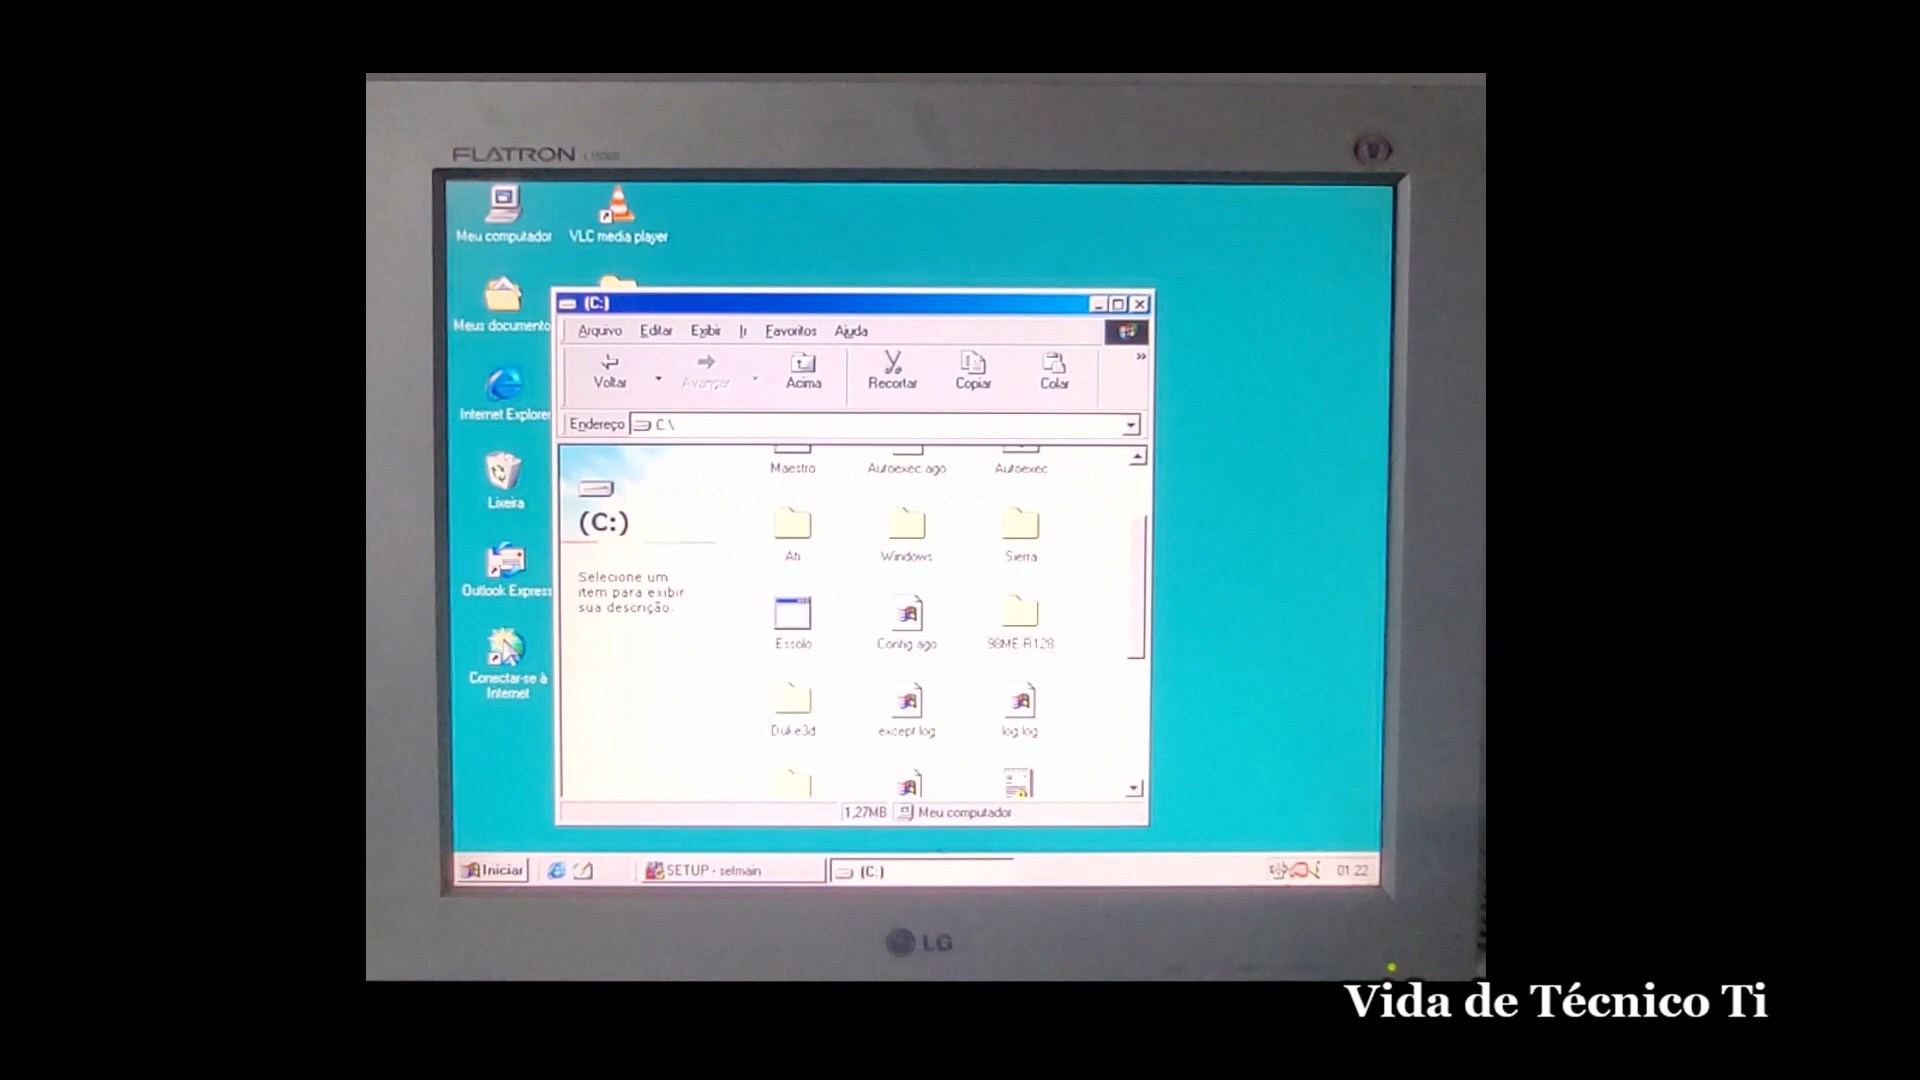 FLATRON
Meu computador
VLC media player
Meus documento
Internet Explorer
Lixeira
Outlook Express
Conectar-se à
Internet
(C:)
Arquivo Editar Exibir Ir Favoritos Ajuda
Voltar Avançar Acima Recortar Copiar Colar
Endereço C:\
(C:)
Selecione um
item para exibir
sua descrição.
Maestro Autoexec.ago Autoexec
Ati Windows Sierra
Essolo Config.ago 98ME-R128
Duke3d except.log log.log
1,27MB Meu computador
Iniciar SETUP - setmain (C:) 01:22
LG
Vida de Técnico Ti